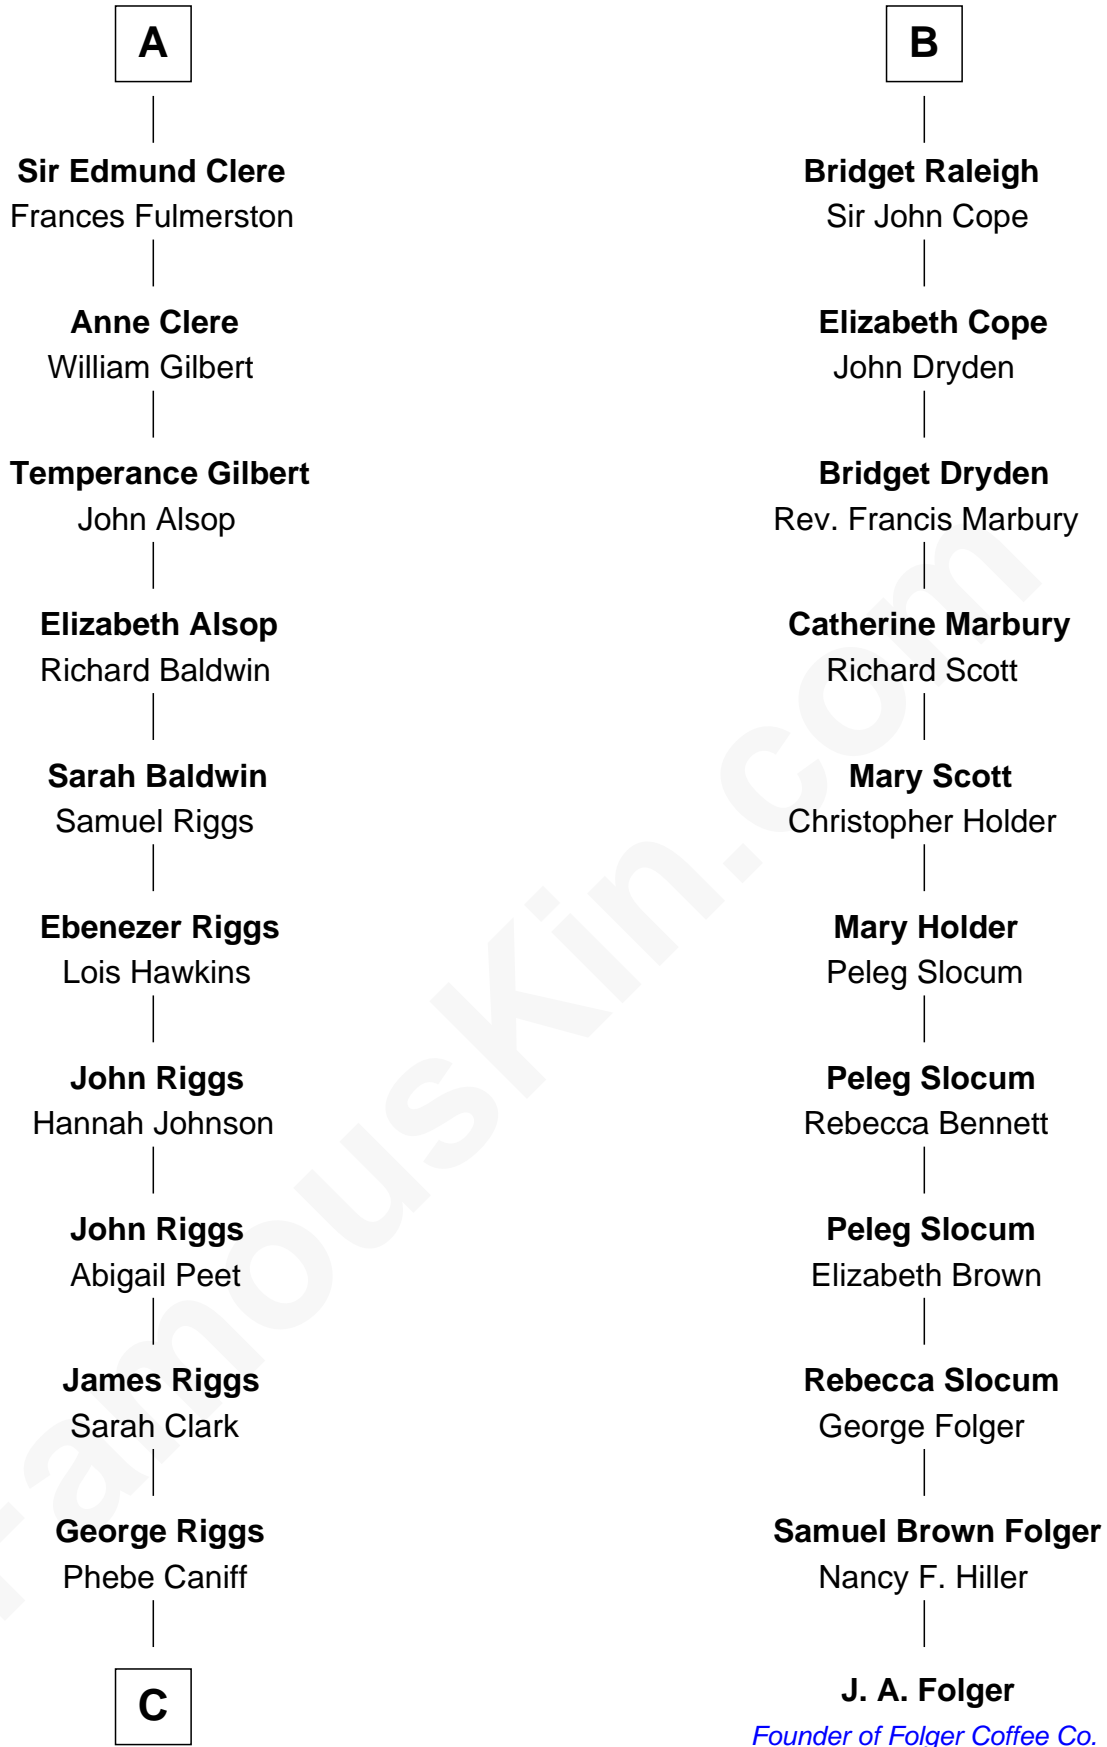 A
Sir Edmund Clere
Frances Fulmerston
Anne Clere
William Gilbert
Temperance Gilbert
John Alsop
Elizabeth Alsop
Richard Baldwin
Sarah Baldwin
Samuel Riggs
Ebenezer Riggs
Lois Hawkins
John Riggs
Hannah Johnson
John Riggs
Abigail Peet
James Riggs
Sarah Clark
George Riggs
Phebe Caniff
C
B
Bridget Raleigh
Sir John Cope
Elizabeth Cope
John Dryden
Bridget Dryden
Rev. Francis Marbury
Catherine Marbury
Richard Scott
Mary Scott
Christopher Holder
Mary Holder
Peleg Slocum
Peleg Slocum
Rebecca Bennett
Peleg Slocum
Elizabeth Brown
Rebecca Slocum
George Folger
Samuel Brown Folger
Nancy F. Hiller
J. A. Folger
Founder of Folger Coffee Co.
FamousKin.com